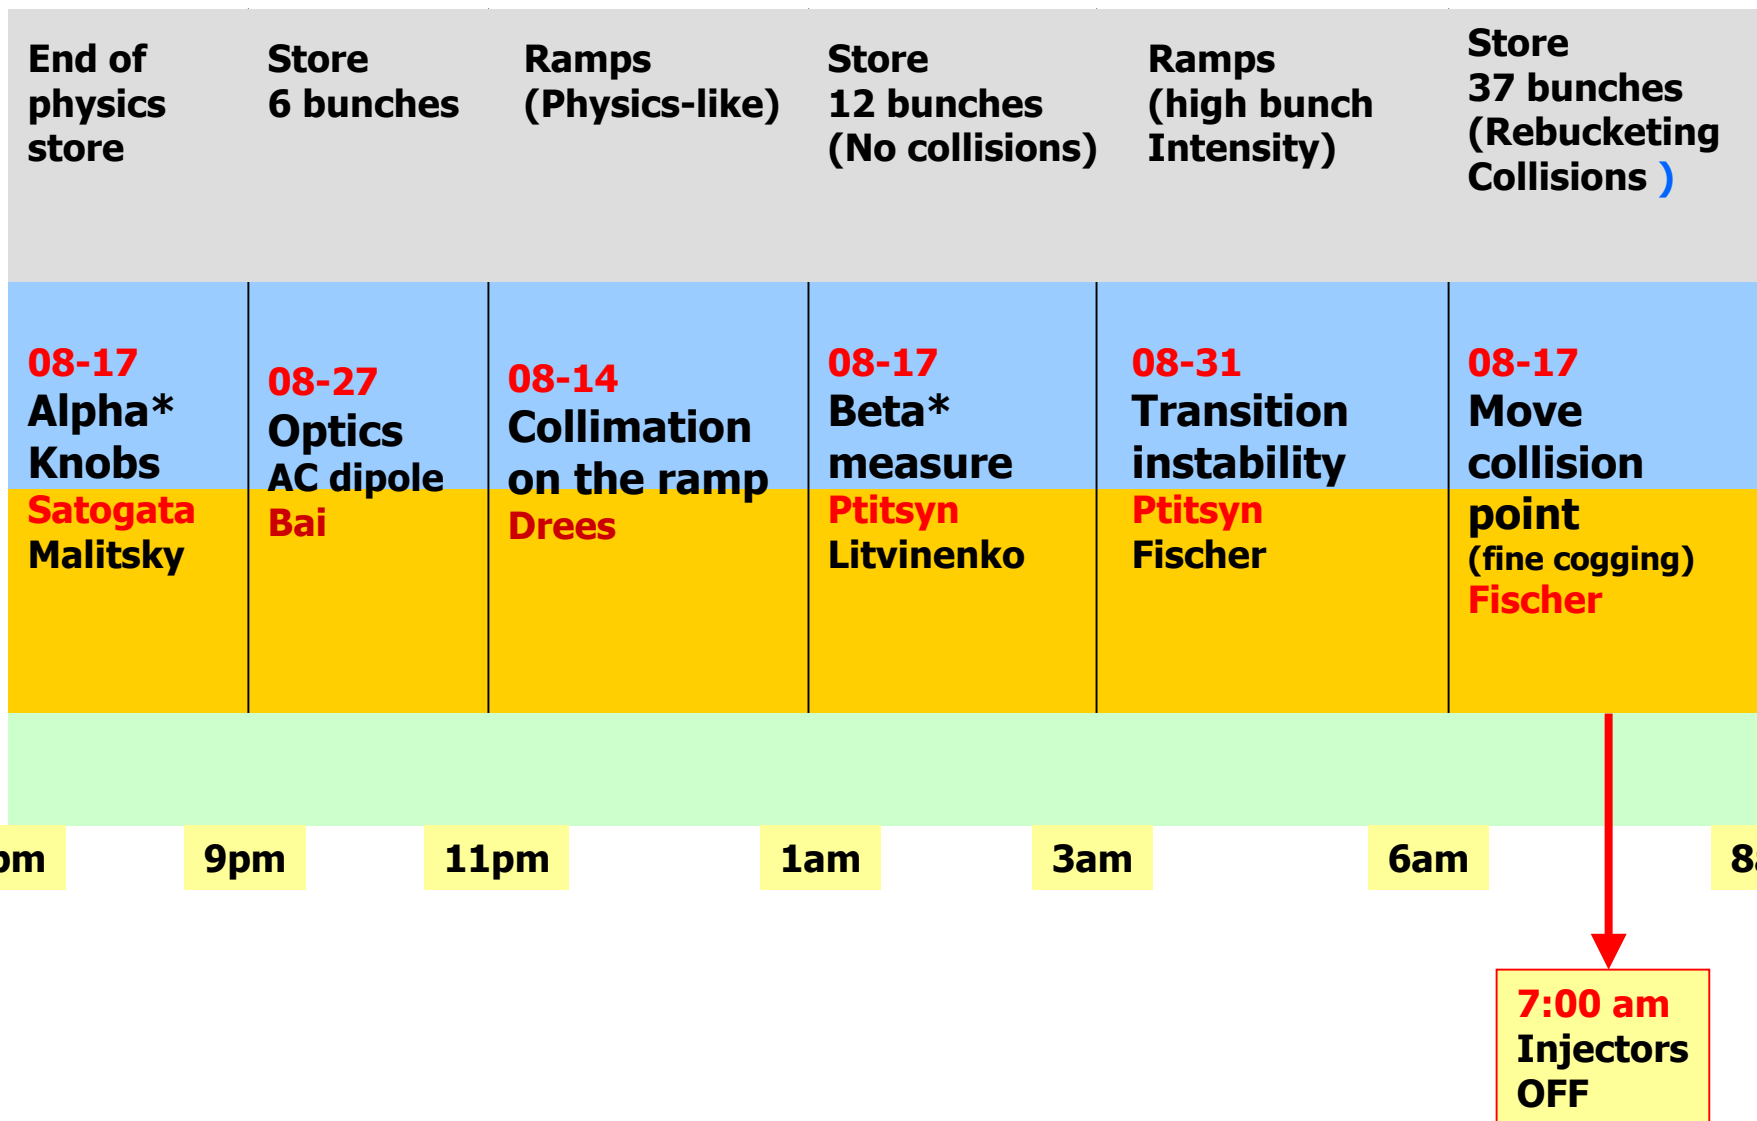 End of
physics
store
Store
6 bunches
Ramps
(Physics-like)
Store
12 bunches
(No collisions)
Ramps
(high bunch
Intensity)
Store
37 bunches
(Rebucketing
Collisions )
08-17
Alpha*
Knobs
Satogata
Malitsky
08-27
Optics
AC dipole
Bai
08-14
Collimation
on the ramp
Drees
08-17
Beta*
measure
Ptitsyn
Litvinenko
08-31
Transition
instability
Ptitsyn
Fischer
08-17
Move
collision
point
(fine cogging)
Fischer
9pm
11pm
1am
3am
6am
7:00 am
Injectors
OFF